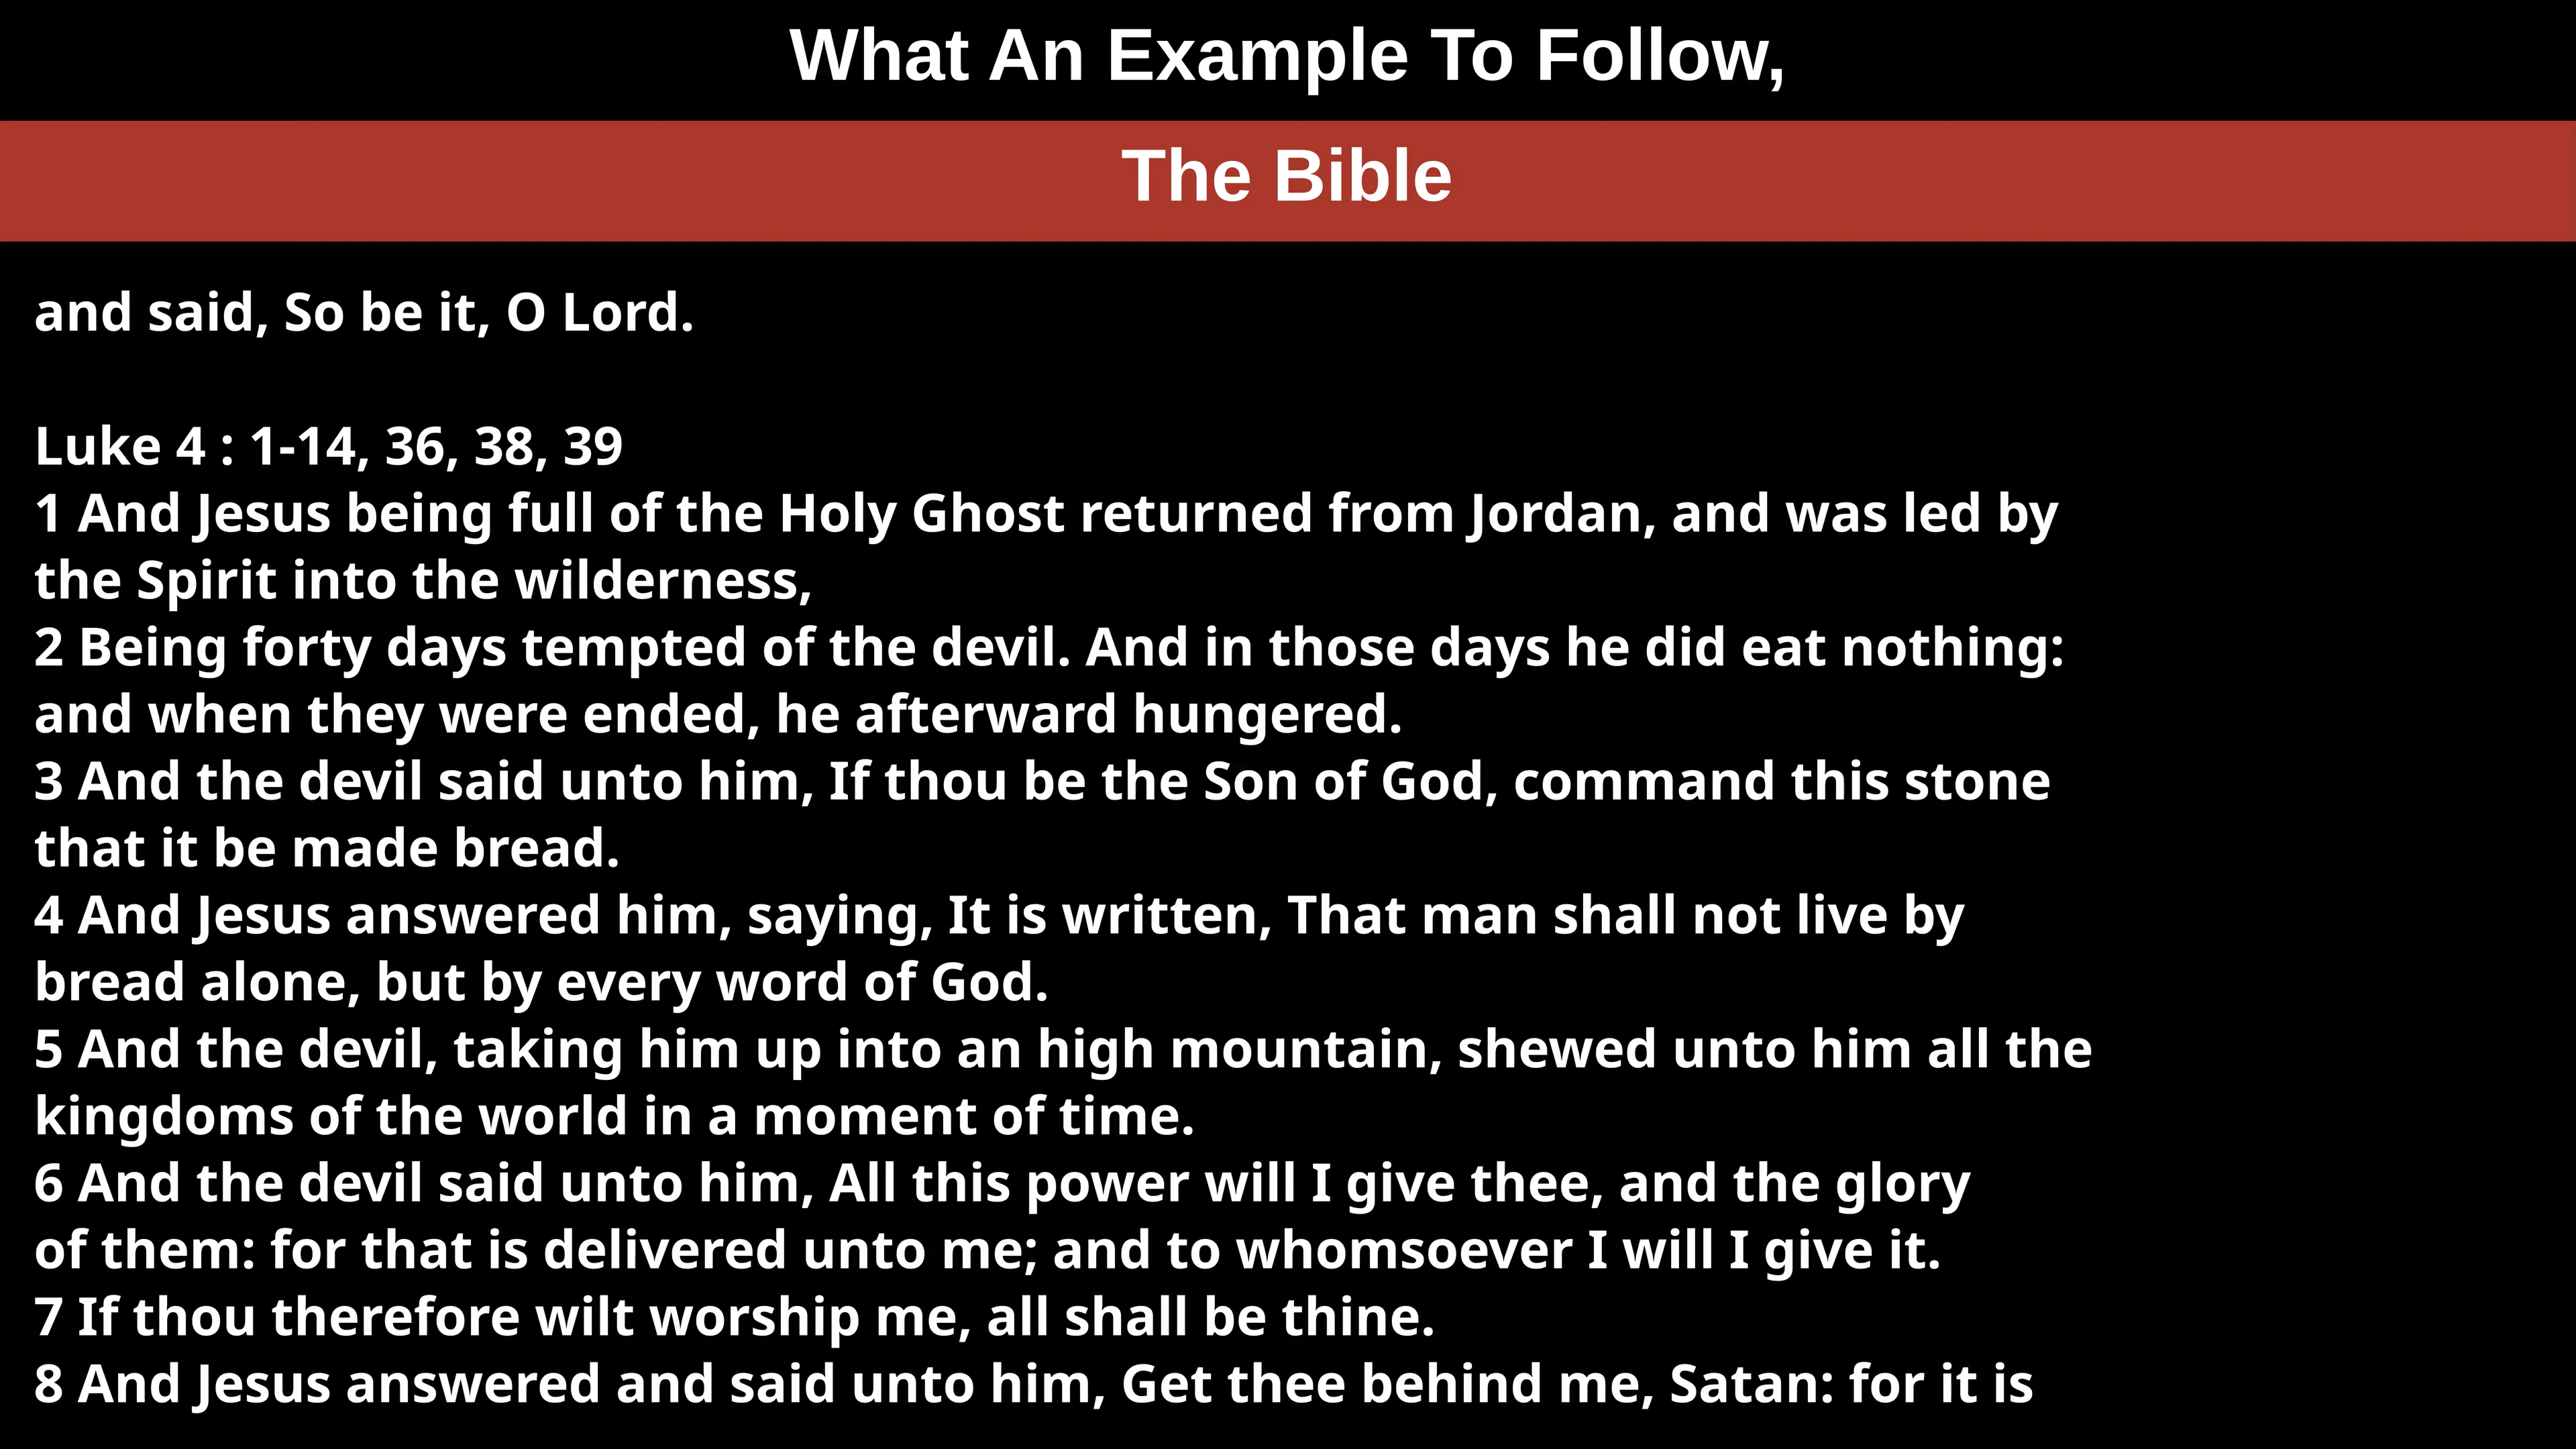 What An Example To Follow,
The Bible
and said, So be it, O Lord.
Luke 4 : 1-14, 36, 38, 39
1 And Jesus being full of the Holy Ghost returned from Jordan, and was led by
the Spirit into the wilderness,
2 Being forty days tempted of the devil. And in those days he did eat nothing:
and when they were ended, he afterward hungered.
3 And the devil said unto him, If thou be the Son of God, command this stone
that it be made bread.
4 And Jesus answered him, saying, It is written, That man shall not live by
bread alone, but by every word of God.
5 And the devil, taking him up into an high mountain, shewed unto him all the
kingdoms of the world in a moment of time.
6 And the devil said unto him, All this power will I give thee, and the glory
of them: for that is delivered unto me; and to whomsoever I will I give it.
7 If thou therefore wilt worship me, all shall be thine.
8 And Jesus answered and said unto him, Get thee behind me, Satan: for it is